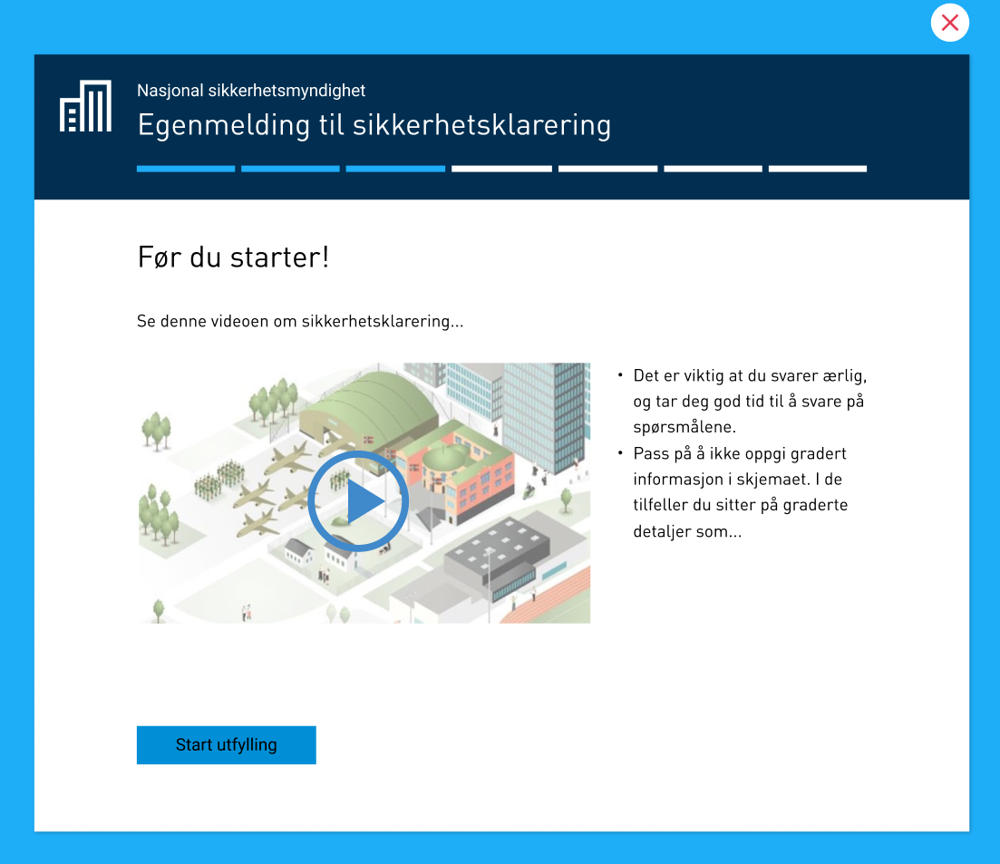 Nasjonal sikkerhetsmyndighet
Egenmelding til sikkerhetsklarering
Før du starter!
Se denne videoen om sikkerhetsklarering...
• Det er viktig at du svarer ærlig,
og tar deg god tid til å svare på
spørsmålene.
• Pass på å ikke oppgi gradert
informasjon i skjemaet. I de
tilfeller du sitter på graderte
detaljer som...
Start utfylling